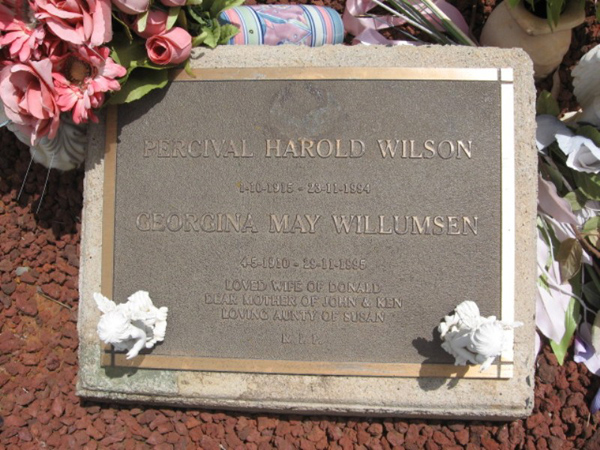 PERCIVAL HAROLD WILSON
1-10-1915 - 23-11-1994
GEORGINA MAY WILLUMSEN
4-5-1910 - 29-11-1995
LOVED WIFE OF DONALD
DEAR MOTHER OF JOHN & KEN
LOVING AUNTY OF SUSAN
R. I. P.